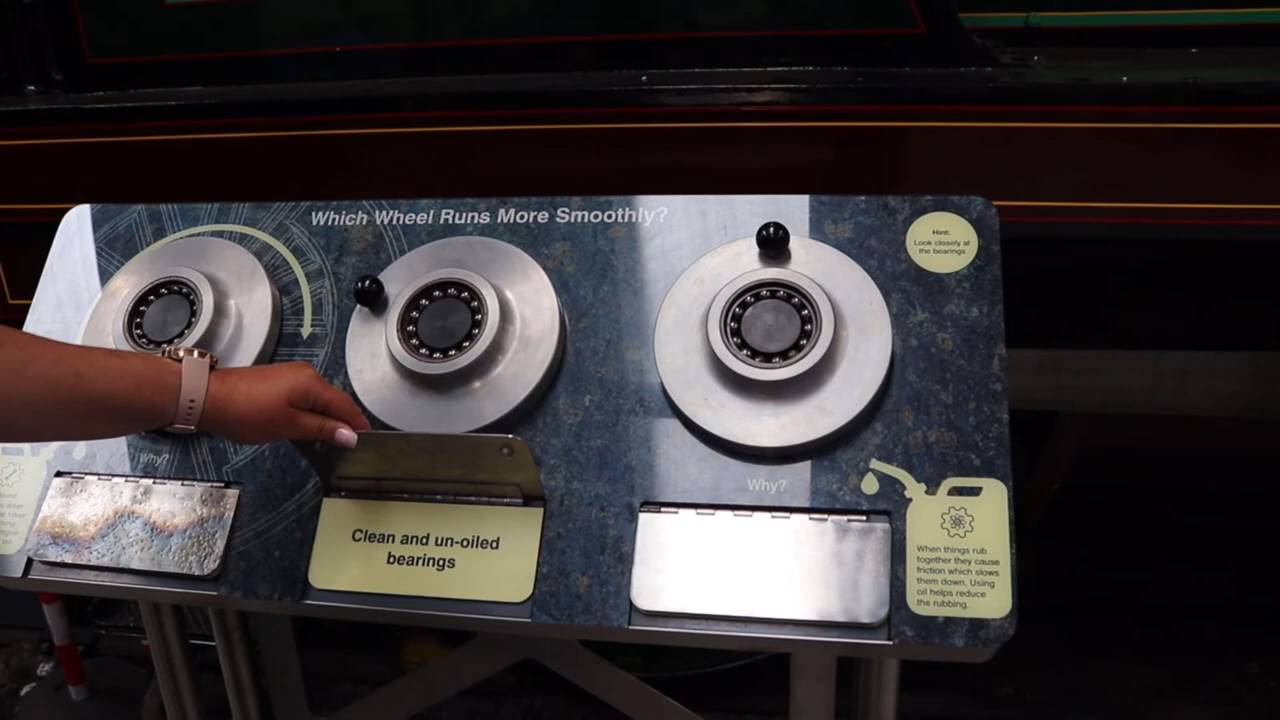 Which Wheel Runs More Smoothly?
Hint:
Look closely at
the bearings
Why?
Clean and un-oiled
bearings
Why?
When things rub
together they cause
friction which slows
them down. Using
oil helps reduce
the rubbing.